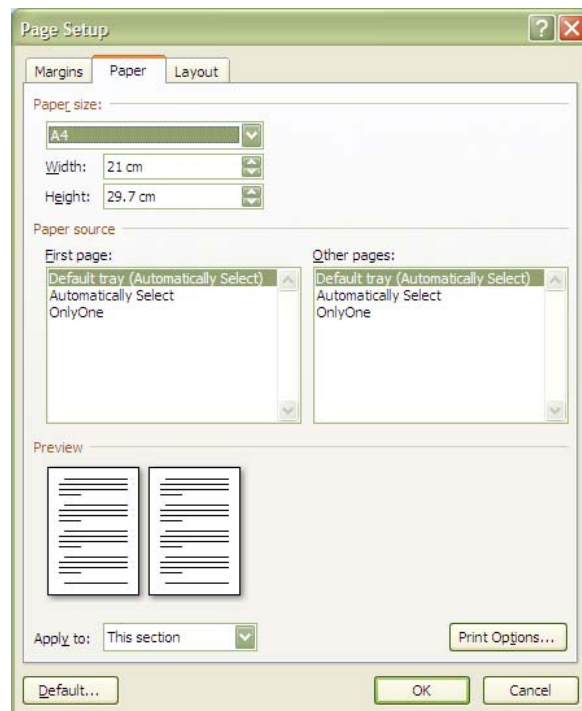 Page Setup
Margins Paper Layout
Paper size:
A4
Width: 21 cm
Height: 29.7 cm
Paper source
First page: Other pages:
Default tray (Automatically Select) Default tray (Automatically Select)
Automatically Select Automatically Select
OnlyOne OnlyOne
Preview
Apply to: This section Print Options...
Default... OK Cancel